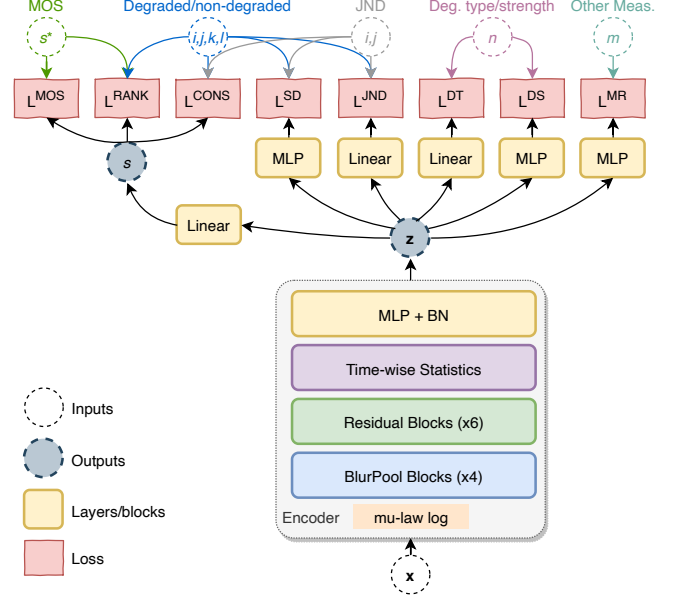 MOS Degraded/non-degraded JND Deg. type/strength Other Meas.
s* i,j,k,l i,j n m
L^MOS L^RANK L^CONS L^SD L^JND L^DT L^DS L^MR
s MLP Linear Linear MLP MLP
Linear z
MLP + BN
Time-wise Statistics
Inputs
Residual Blocks (x6)
Outputs
BlurPool Blocks (x4)
Layers/blocks
Encoder mu-law log
Loss
x